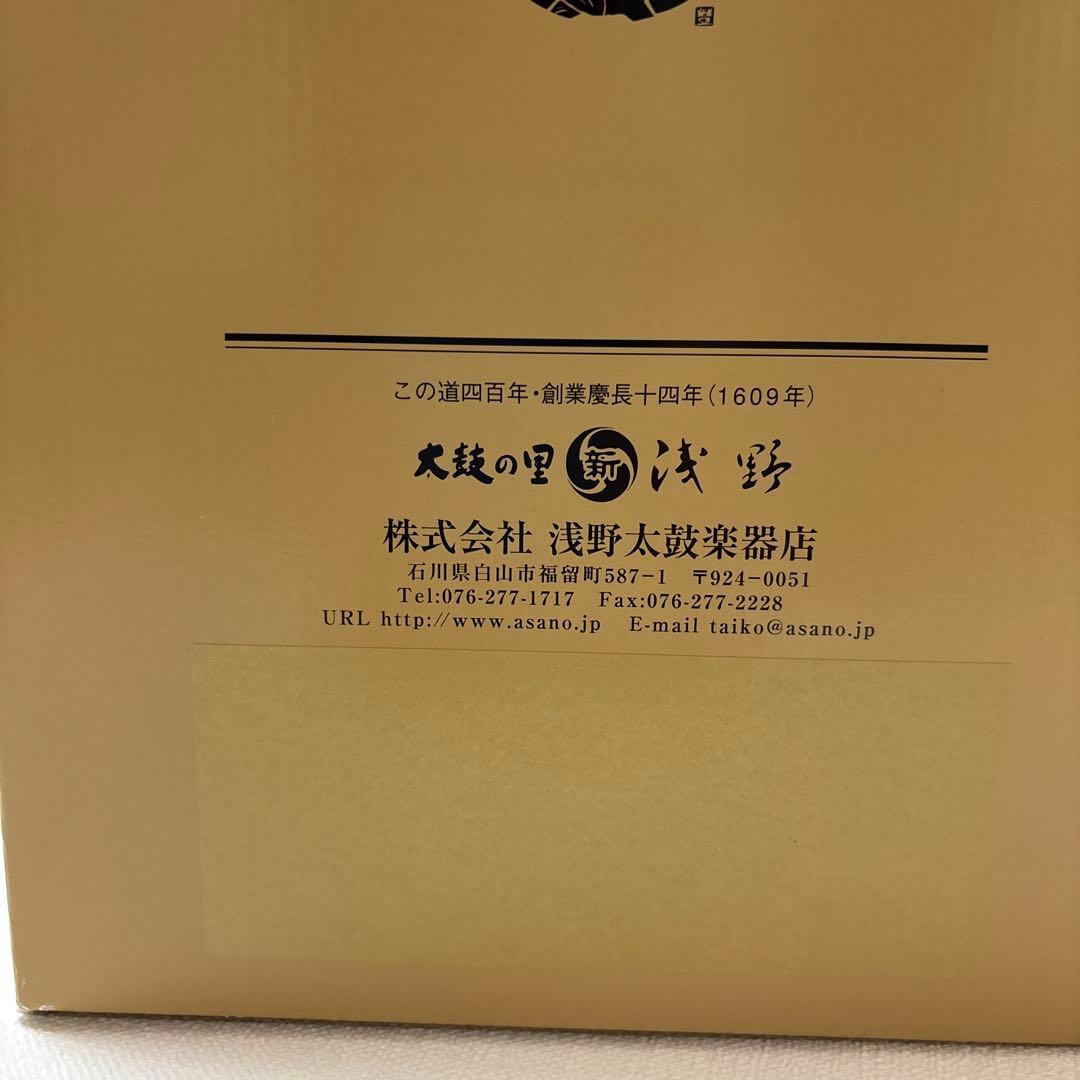 この道四百年・創業慶長十四年(1609年)
太鼓の里 新 浅野
株式会社 浅野太鼓楽器店
石川県白山市福留町587-1 〒924-0051
Tel:076-277-1717 Fax:076-277-2228
URL http://www.asano.jp E-mail taiko@asano.jp